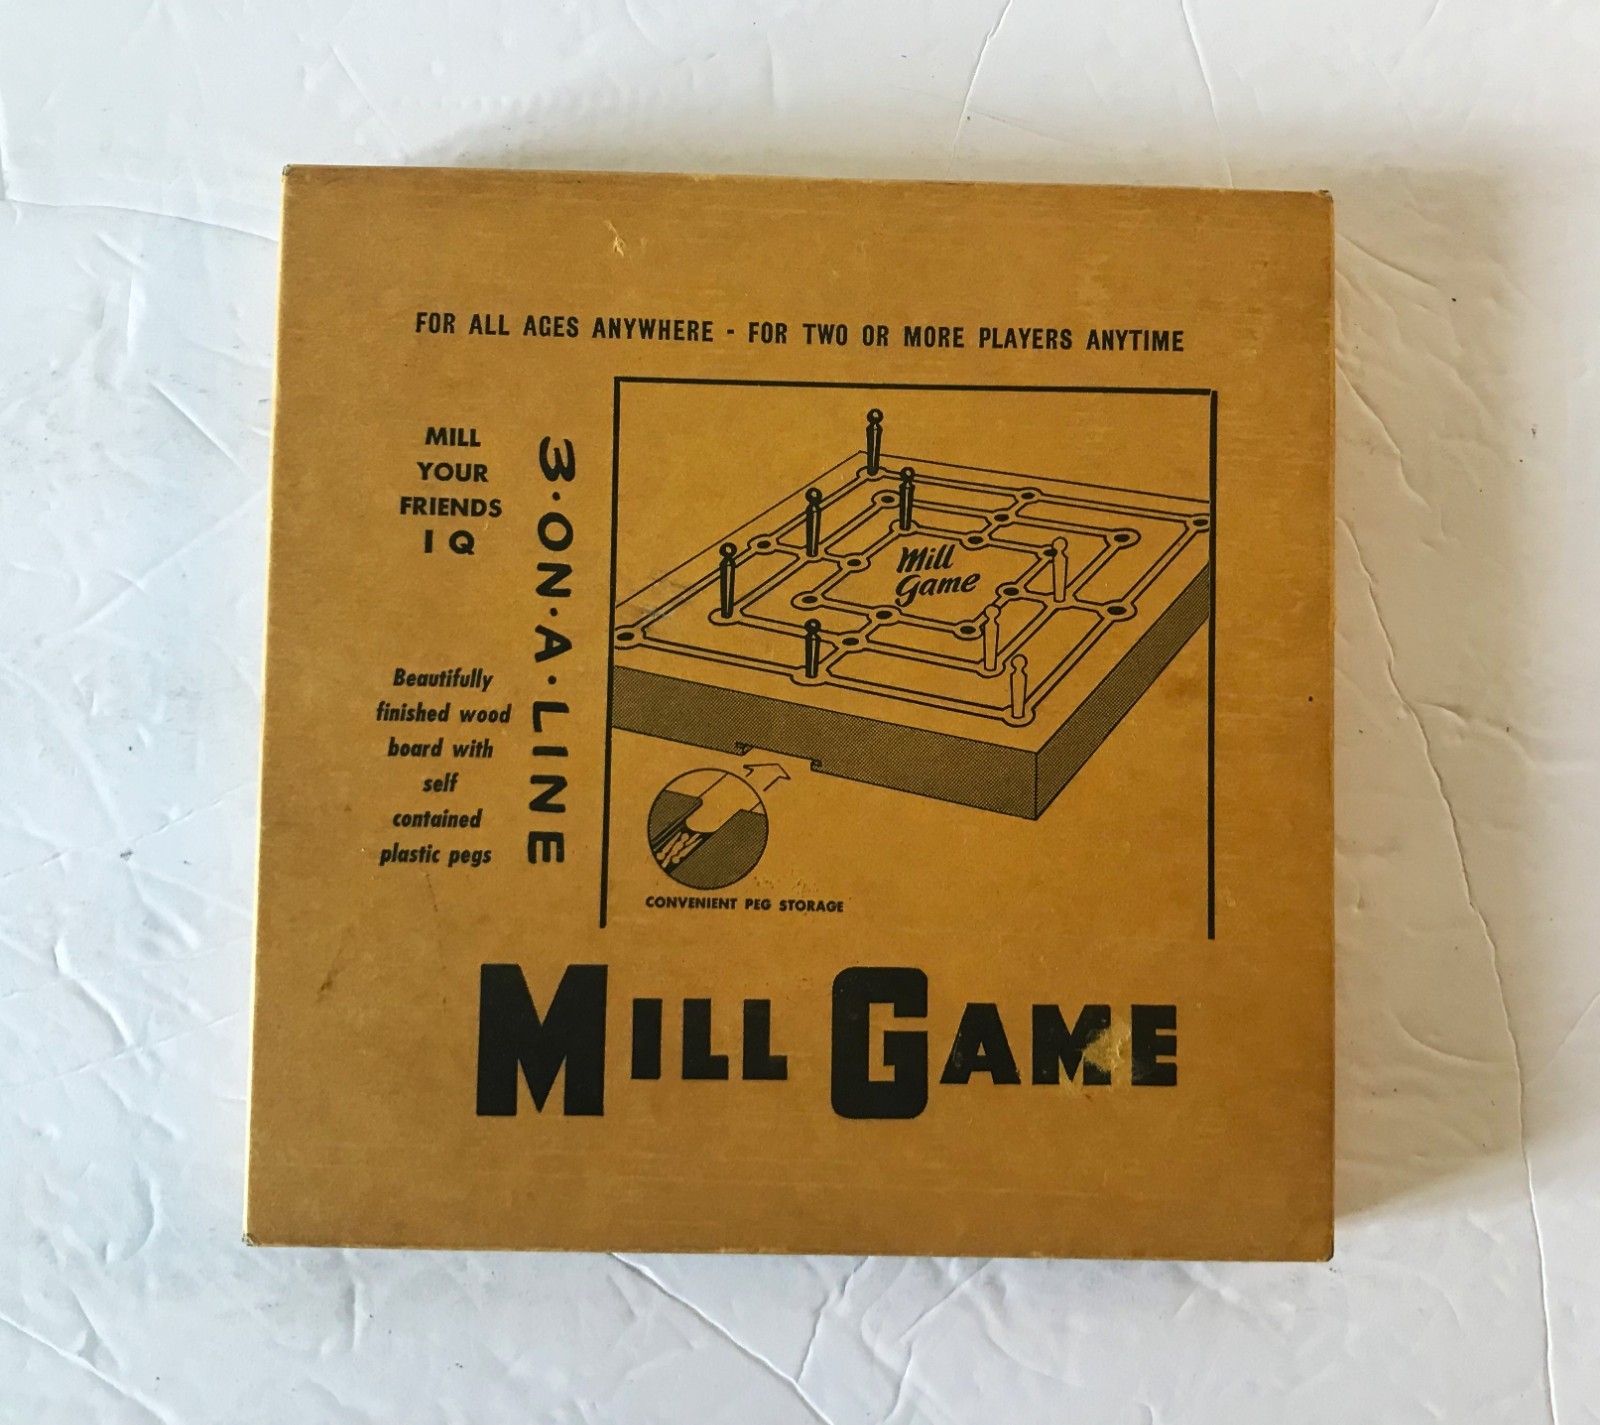 FOR ALL AGES ANYWHERE - FOR TWO OR MORE PLAYERS ANYTIME
MILL
YOUR
FRIENDS
I Q
3·ON·A·LINE
Beautifully
finished wood
board with
self
contained
plastic pegs
Mill
Game
CONVENIENT PEG STORAGE
MILL GAME